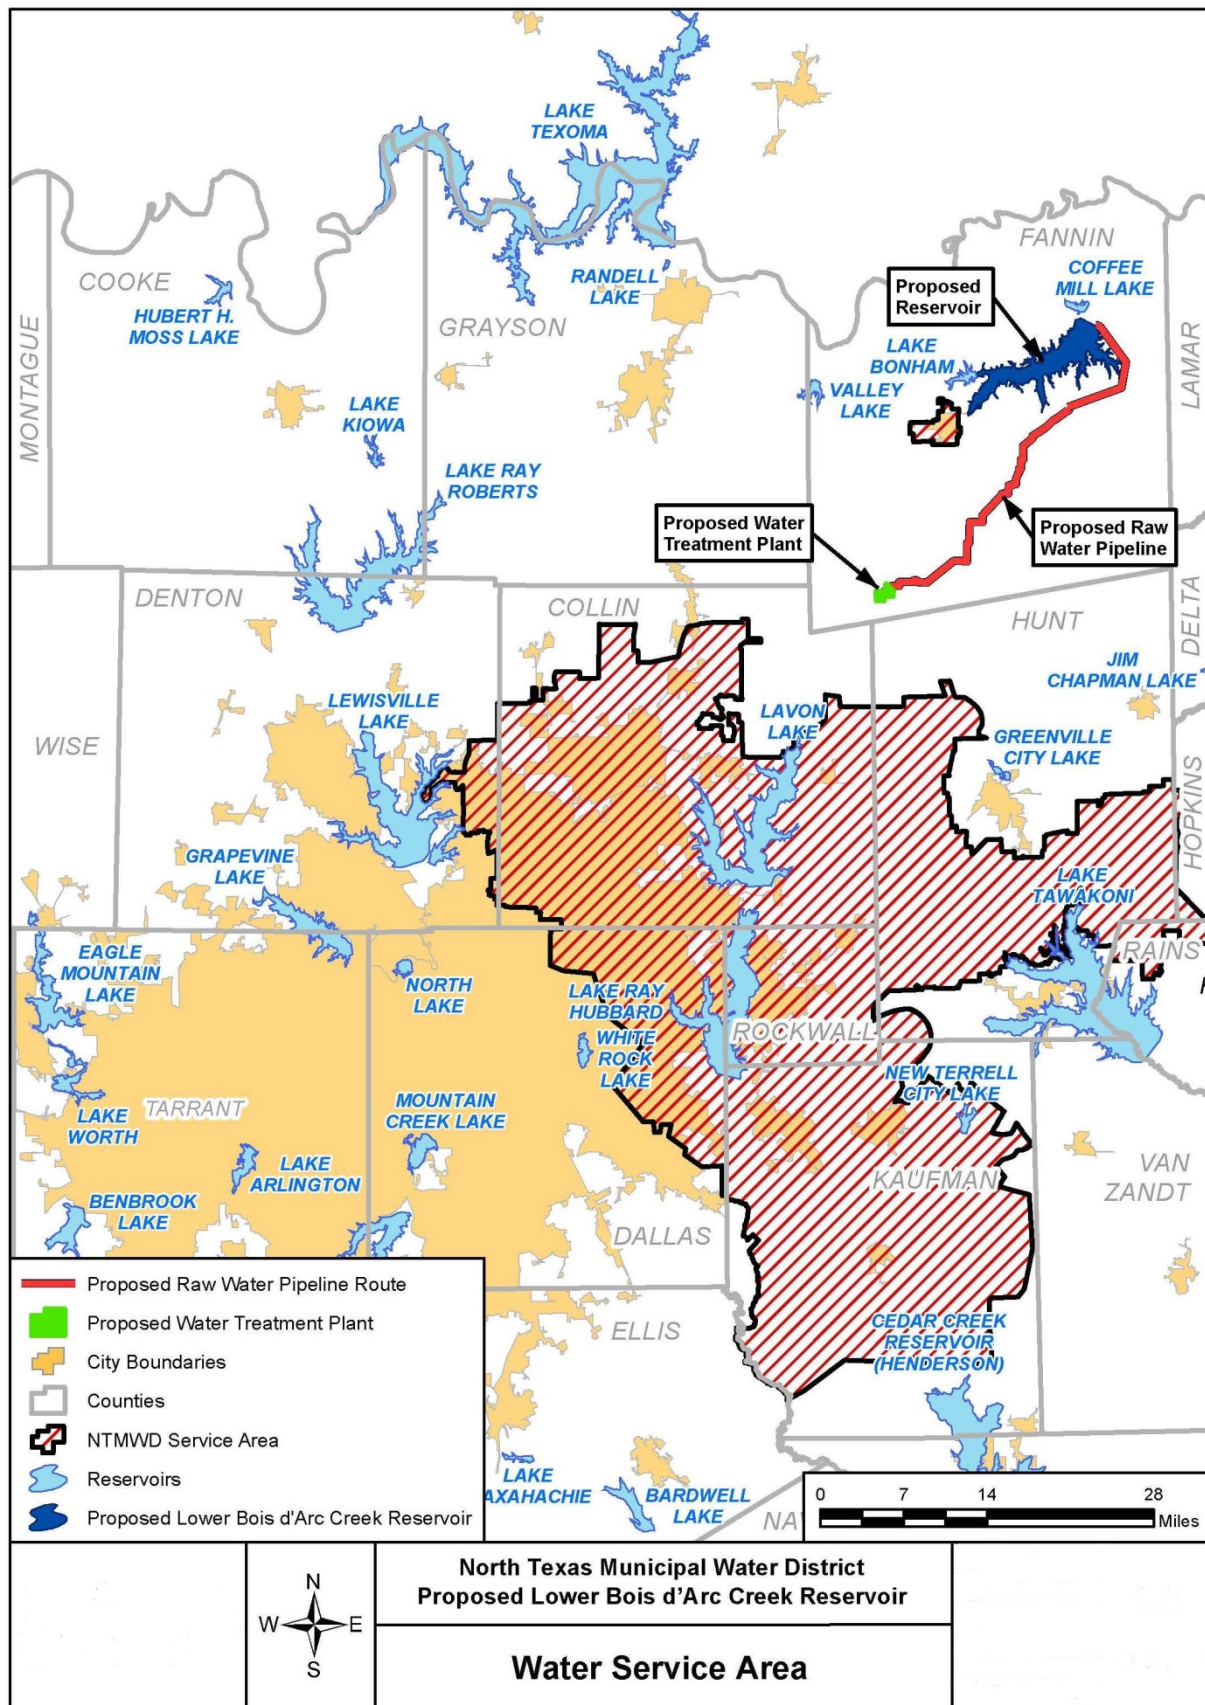 LAKE
TEXOMA
FANNIN
COOKE
RANDELL
LAKE
Proposed
Reservoir
COFFEE
MILL LAKE
HUBERT H.
MOSS LAKE
GRAYSON
MONTAGUE
LAMAR
LAKE
BONHAM
VALLEY
LAKE
LAKE
KIOWA
LAKE RAY
ROBERTS
Proposed Water
Treatment Plant
Proposed Raw
Water Pipeline
DENTON
COLLIN
HUNT
DELTA
JIM
CHAPMAN LAKE
LEWISVILLE
LAKE
LAVON
LAKE
WISE
GREENVILLE
CITY LAKE
HOPKINS
GRAPEVINE
LAKE
LAKE
TAWAKONI
EAGLE
MOUNTAIN
LAKE
NORTH
LAKE
LAKE RAY
HUBBARD
RAINS
WHITE
ROCK
LAKE
ROCKWALL
NEW TERRELL
CITY LAKE
TARRANT
LAKE
WORTH
MOUNTAIN
CREEK LAKE
LAKE
ARLINGTON
KAUFMAN
VAN
ZANDT
BENBROOK
LAKE
DALLAS
ELLIS
CEDAR CREEK
RESERVOIR
(HENDERSON)
Proposed Raw Water Pipeline Route
Proposed Water Treatment Plant
City Boundaries
Counties
NTMWD Service Area
Reservoirs
Proposed Lower Bois d'Arc Creek Reservoir
LAKE
AXAHACHIE
BARDWELL
LAKE
NA
0 7 14 28
Miles
N
W E
S
North Texas Municipal Water District
Proposed Lower Bois d'Arc Creek Reservoir
Water Service Area